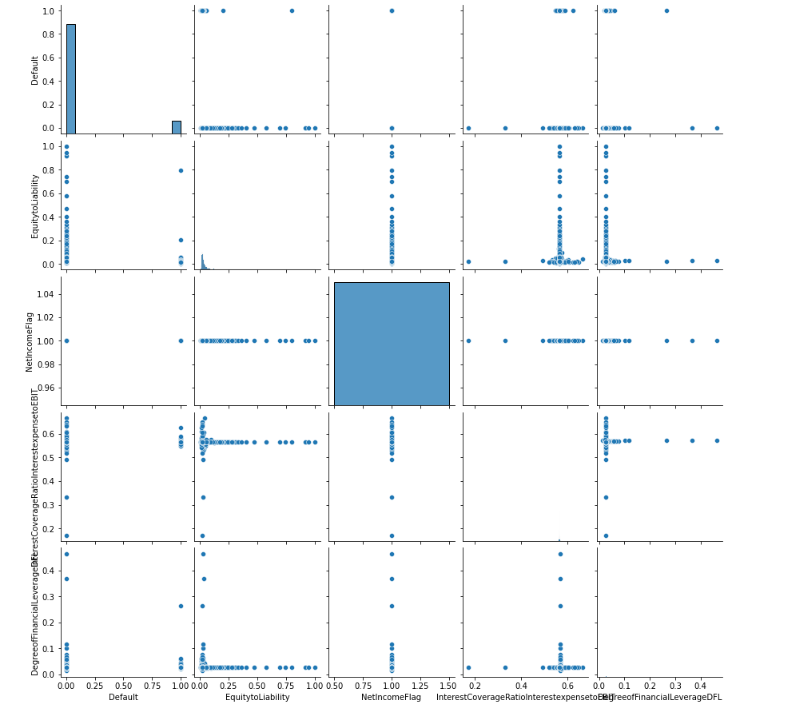 1.0
0.8
0.6
0.4
0.2
0.0
Default
1.0
0.8
0.6
0.4
0.2
0.0
EquitytoLiability
1.04
1.02
1.00
0.98
0.96
NetIncomeFlag
0.6
0.5
0.4
0.3
0.2
InterestCoverageRatioInterestexpensetoEBIT
0.4
0.3
0.2
0.1
0.0
DegreeofFinancialLeverageDFL
0.00 0.25 0.50 0.75 1.00
0.00 0.25 0.50 0.75 1.00
0.50 0.75 1.00 1.25 1.50
0.2 0.4 0.6
0.0 0.1 0.2 0.3 0.4
Default
EquitytoLiability
NetIncomeFlag
InterestCoverageRatioInterestexpensetoEBIT
DegreeofFinancialLeverageDFL